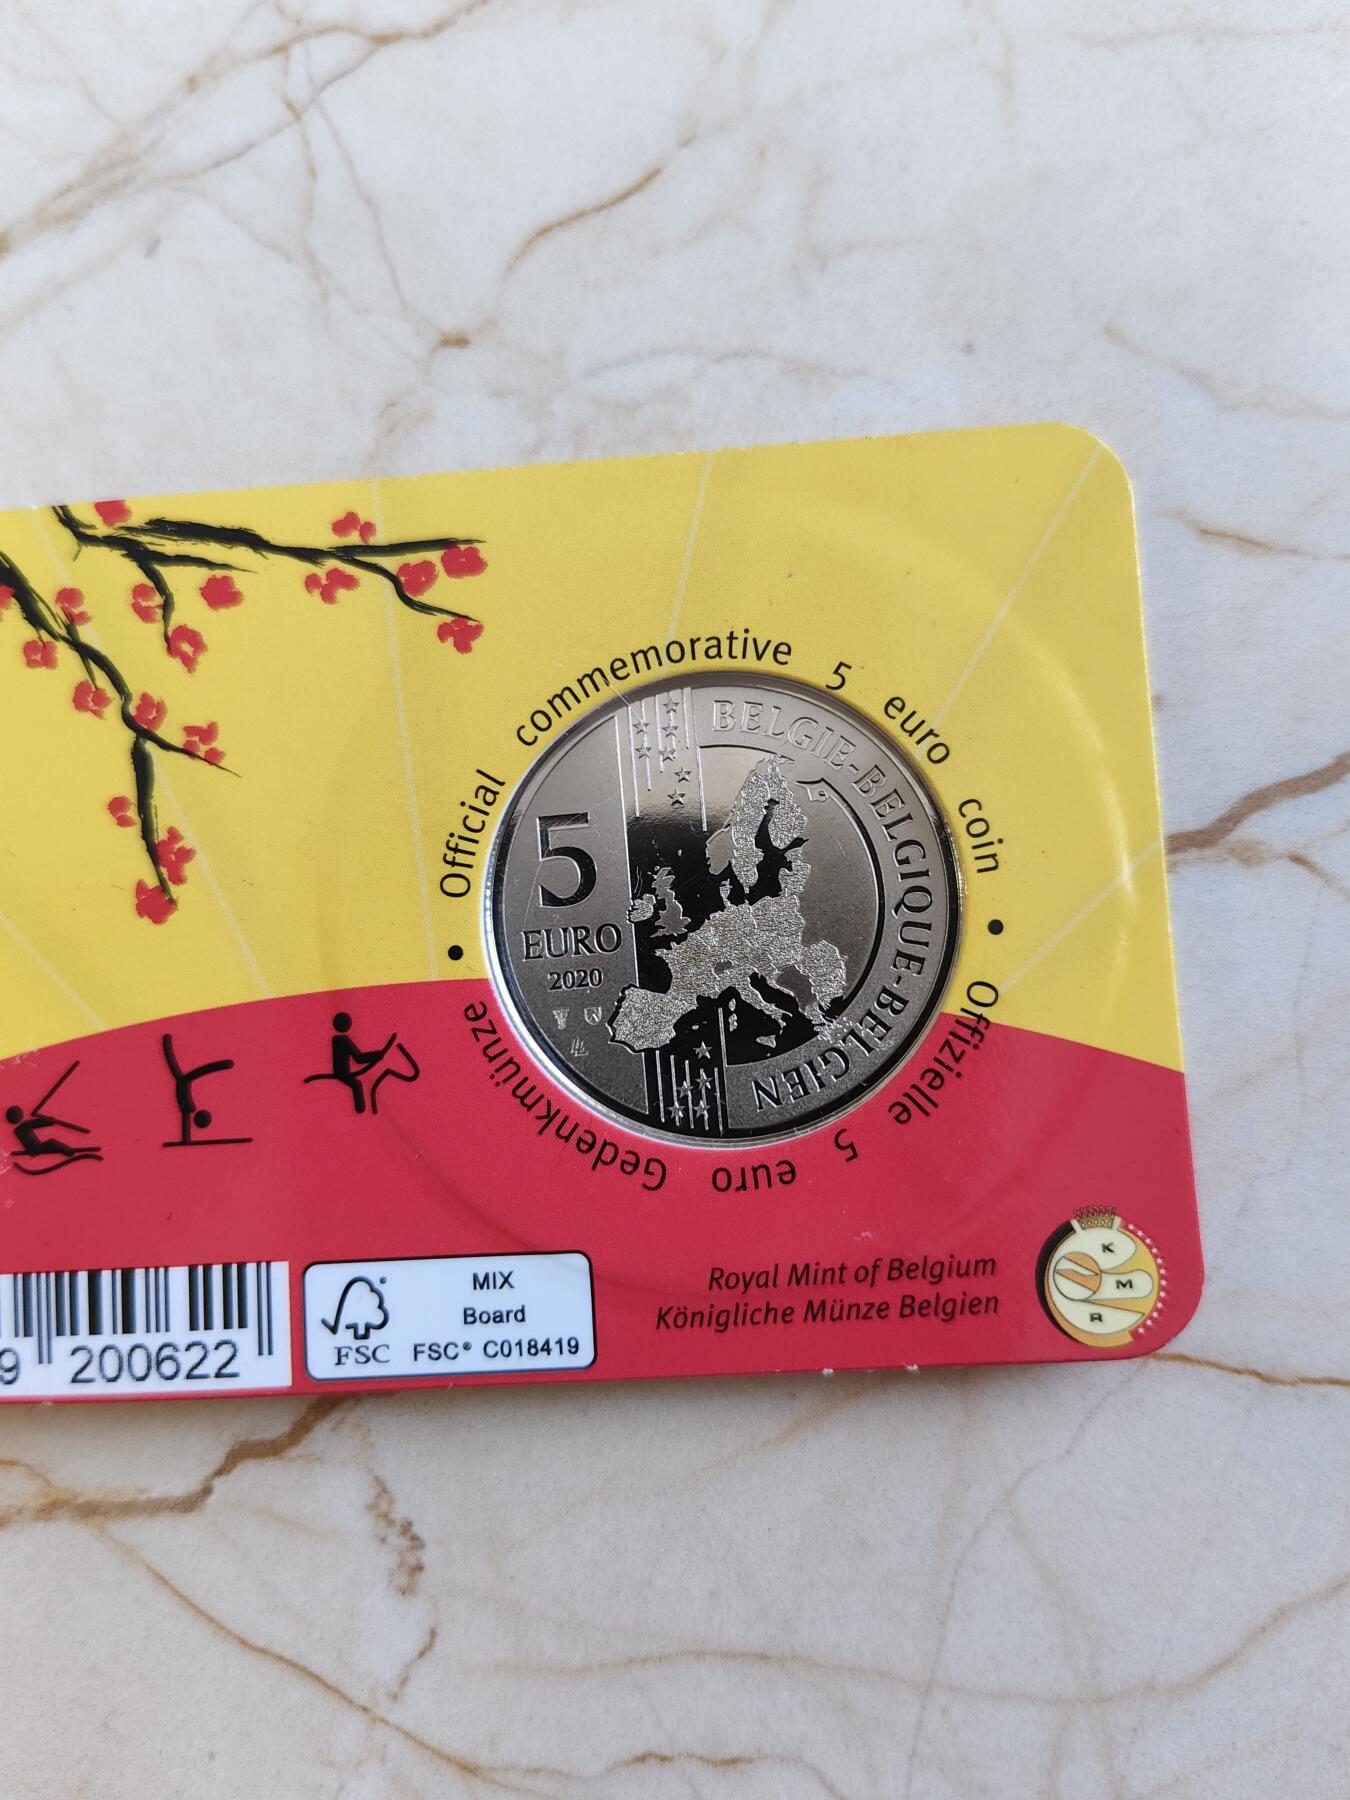 Official commemorative 5 euro coin •
Offizielle 5 euro Gedenkmünze •
BELGIE-BELGIQUE-BELGIEN
5
EURO
2020
9 200622
FSC
MIX
Board
FSC® C018419
Royal Mint of Belgium
Königliche Münze Belgien
K
M
R